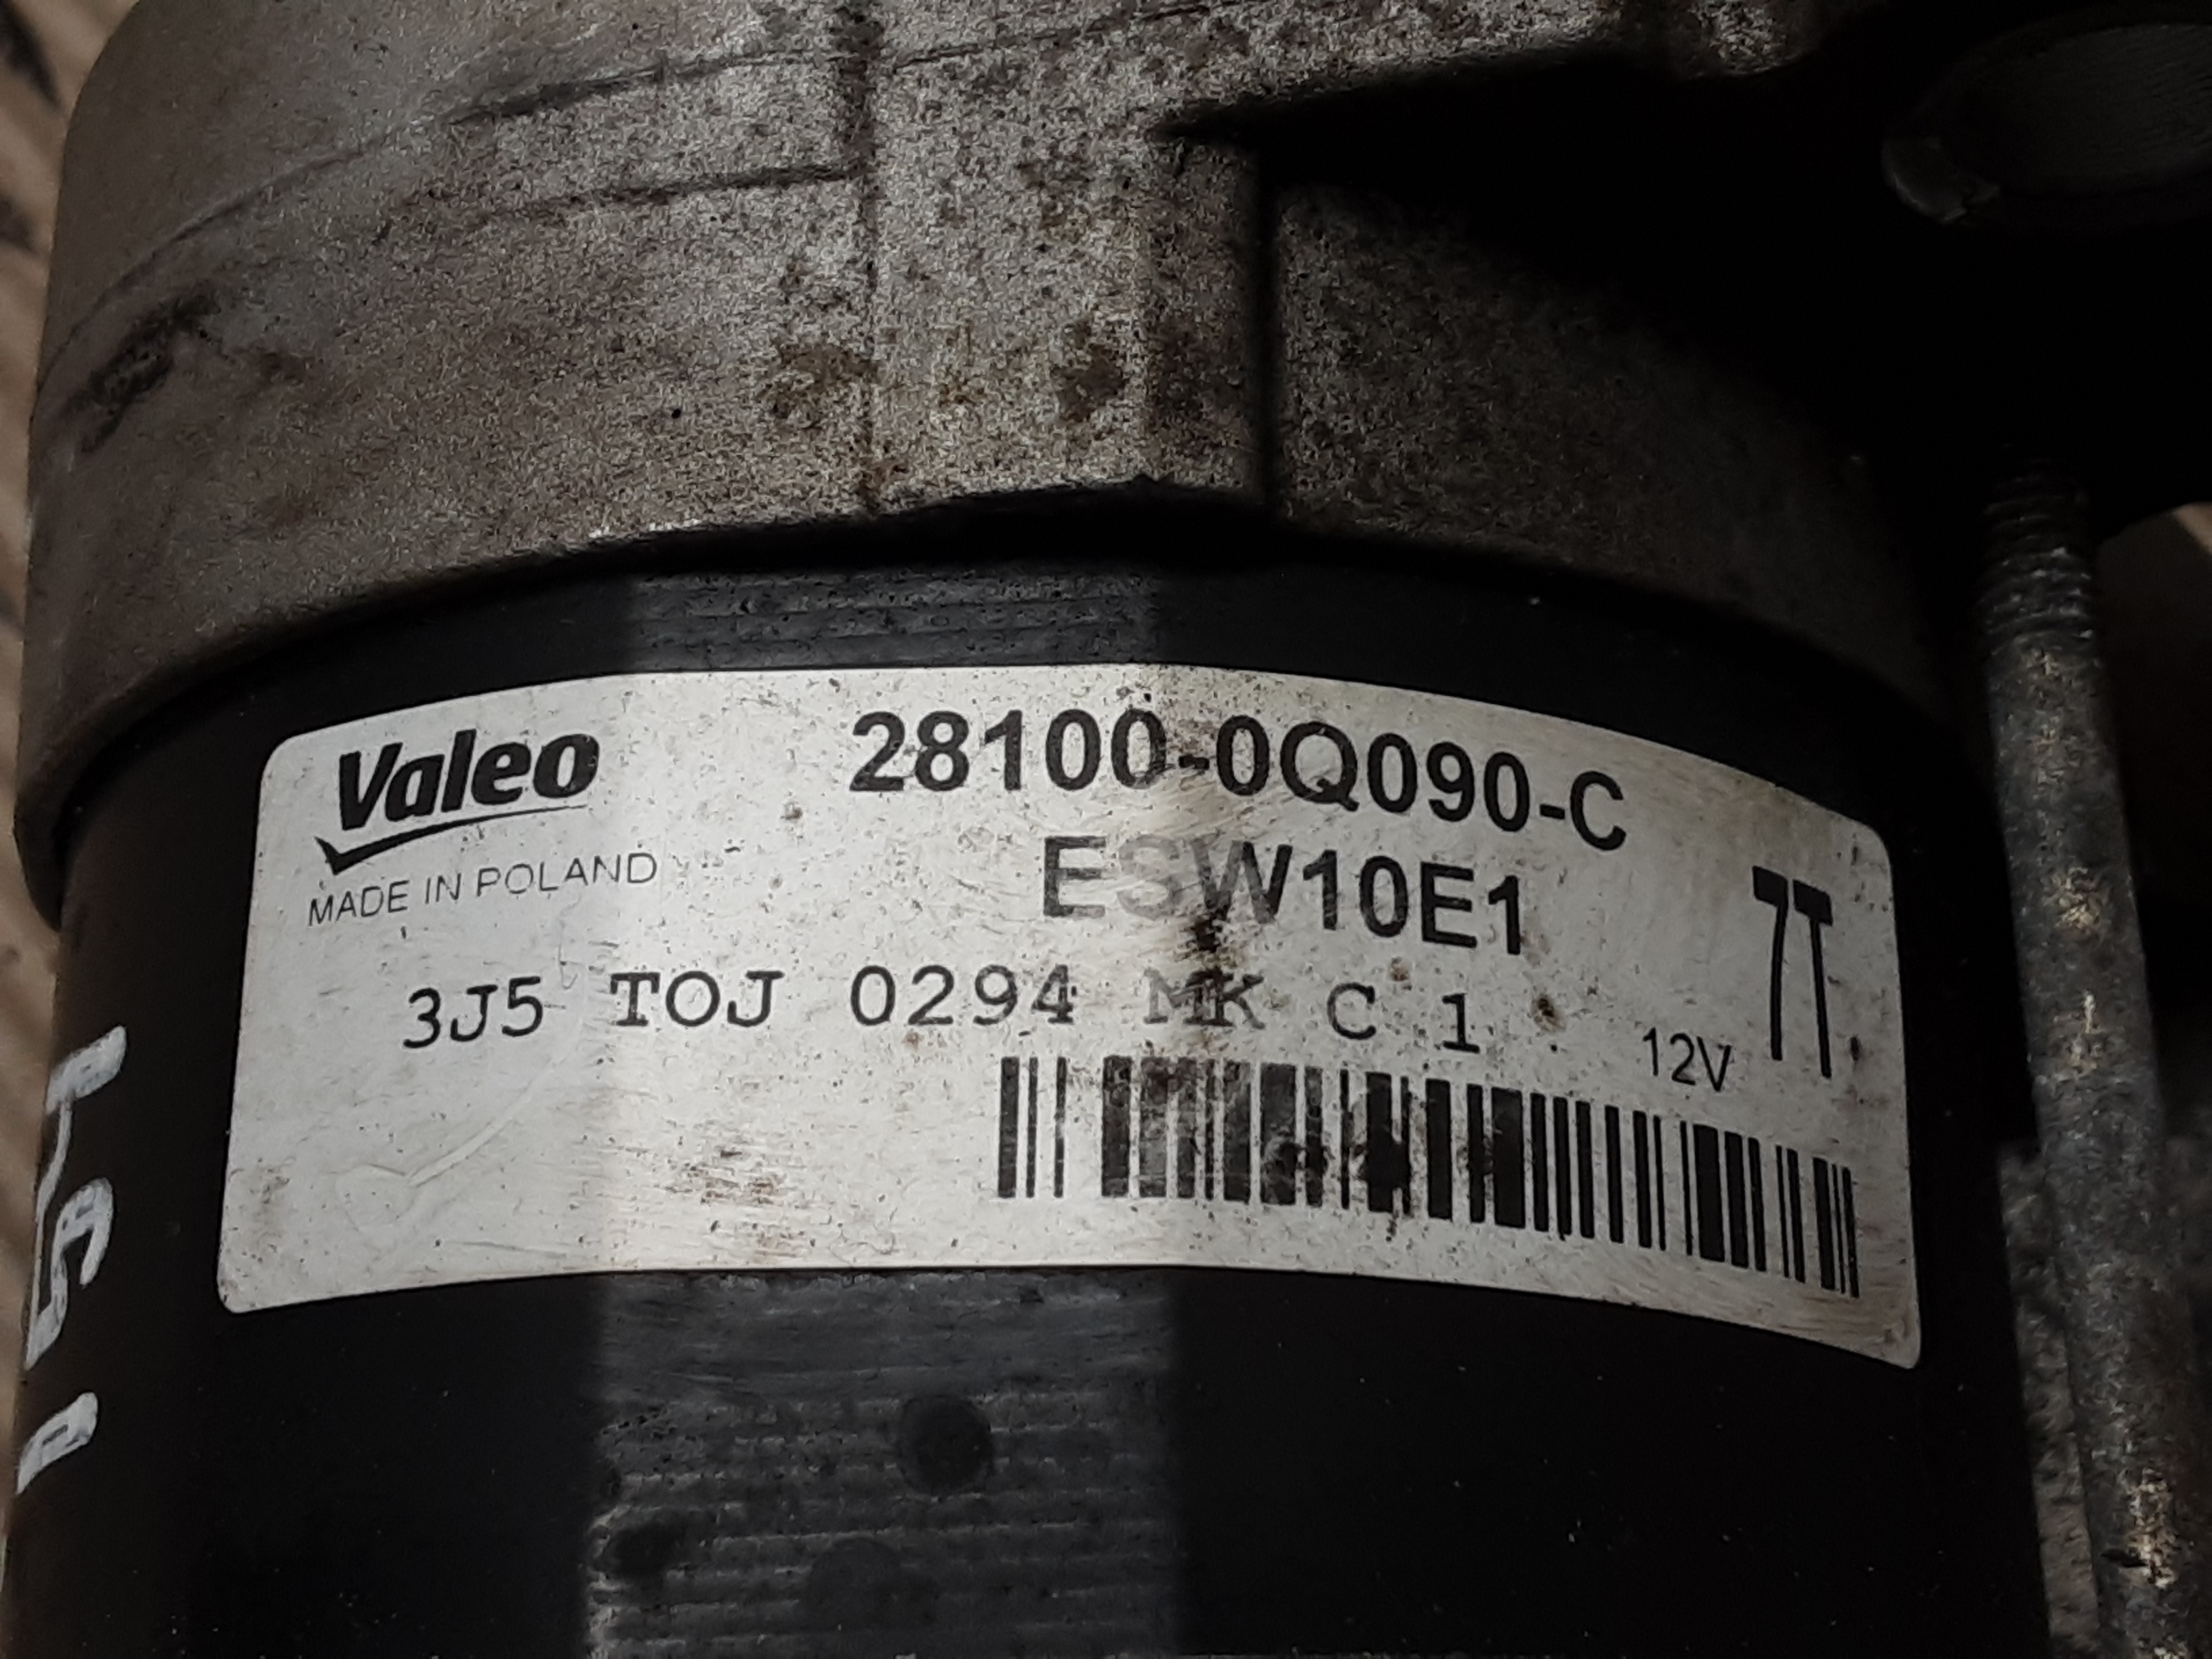 Valeo
28100-0Q090-C
MADE IN POLAND
ESW10E1
7T
3J5 TOJ 0294 MK C 1
12V